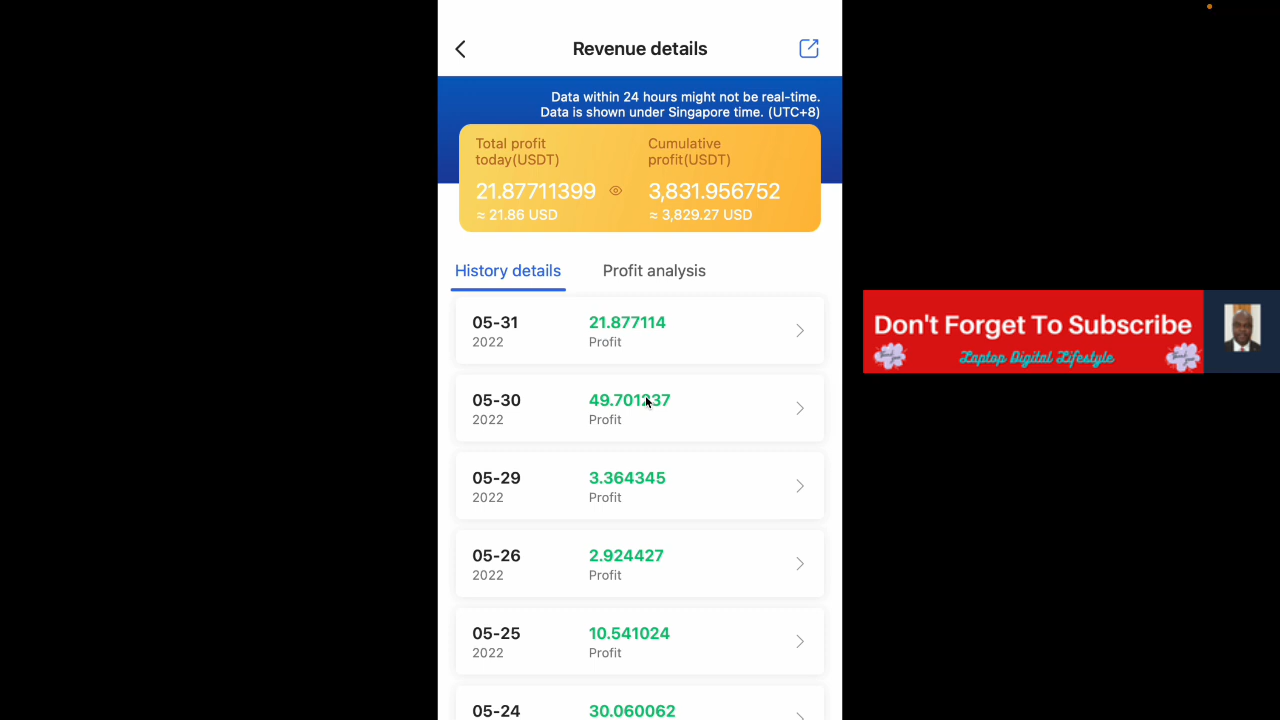 Revenue details
Data within 24 hours might not be real-time.
Data is shown under Singapore time. (UTC+8)
Total profit
today(USDT)
21.87711399
≈ 21.86 USD
Cumulative
profit(USDT)
3,831.956752
≈ 3,829.27 USD
History details
Profit analysis
05-31
2022
21.877114
Profit
05-30
2022
Profit
05-29
2022
3.364345
Profit
05-26
2022
2.924427
Profit
05-25
2022
10.541024
Profit
05-24
30.060062
Don't Forget To Subscribe
Laptop Digital Lifestyle